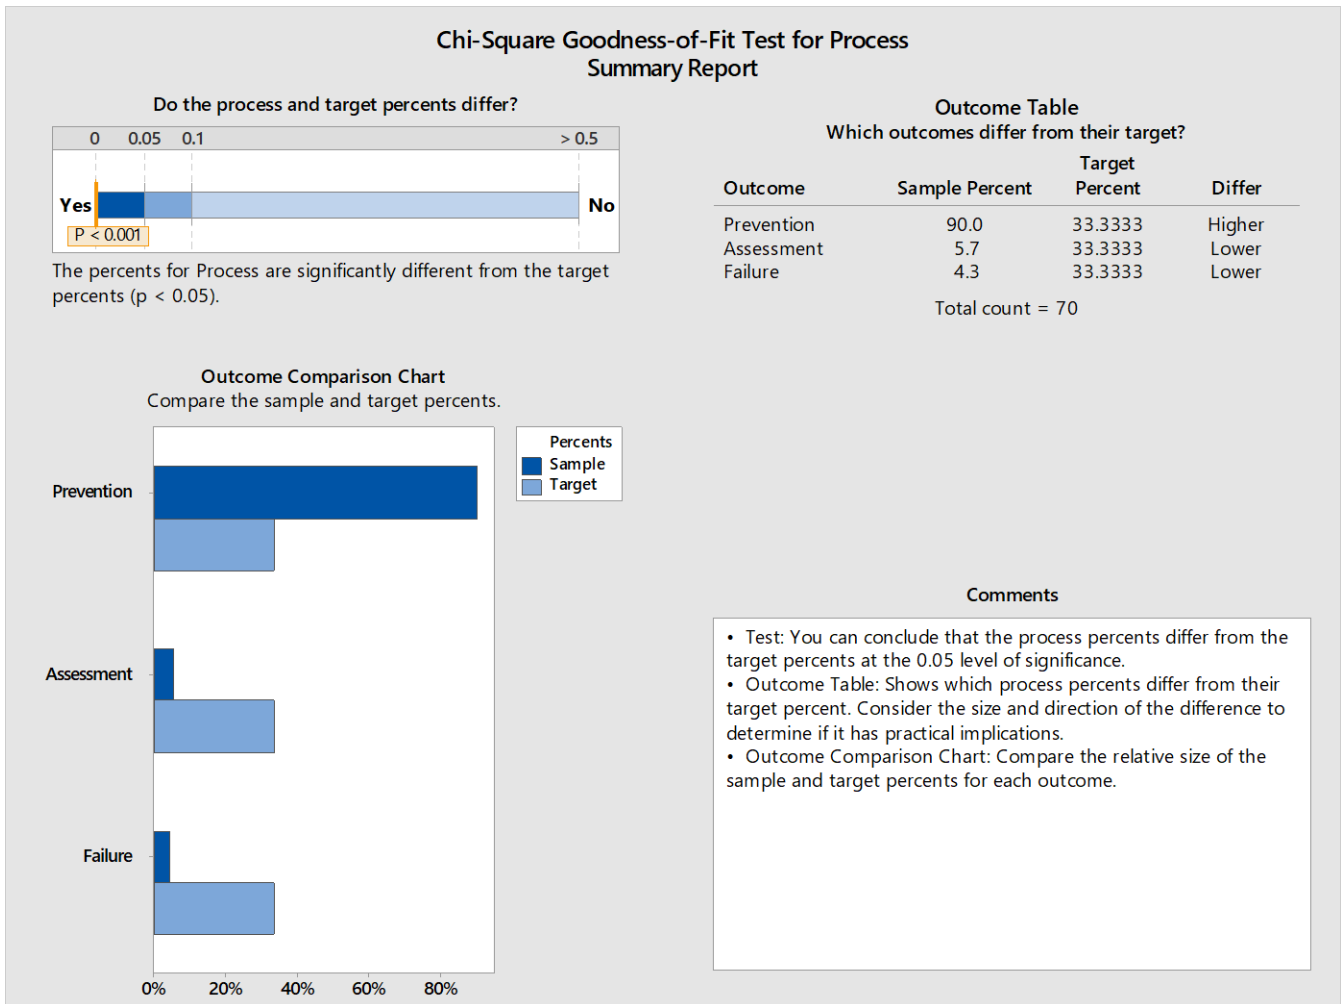 Chi-Square Goodness-of-Fit Test for Process
Summary Report
Do the process and target percents differ?
0 0.05 0.1 > 0.5
Yes No
P < 0.001
The percents for Process are significantly different from the target
percents (p < 0.05).
Outcome Table
Which outcomes differ from their target?
Target
Outcome Sample Percent Percent Differ
Prevention 90.0 33.3333 Higher
Assessment 5.7 33.3333 Lower
Failure 4.3 33.3333 Lower
Total count = 70
Outcome Comparison Chart
Compare the sample and target percents.
Percents
Sample
Target
Prevention
Assessment
Failure
0% 20% 40% 60% 80%
Comments
• Test: You can conclude that the process percents differ from the
target percents at the 0.05 level of significance.
• Outcome Table: Shows which process percents differ from their
target percent. Consider the size and direction of the difference to
determine if it has practical implications.
• Outcome Comparison Chart: Compare the relative size of the
sample and target percents for each outcome.